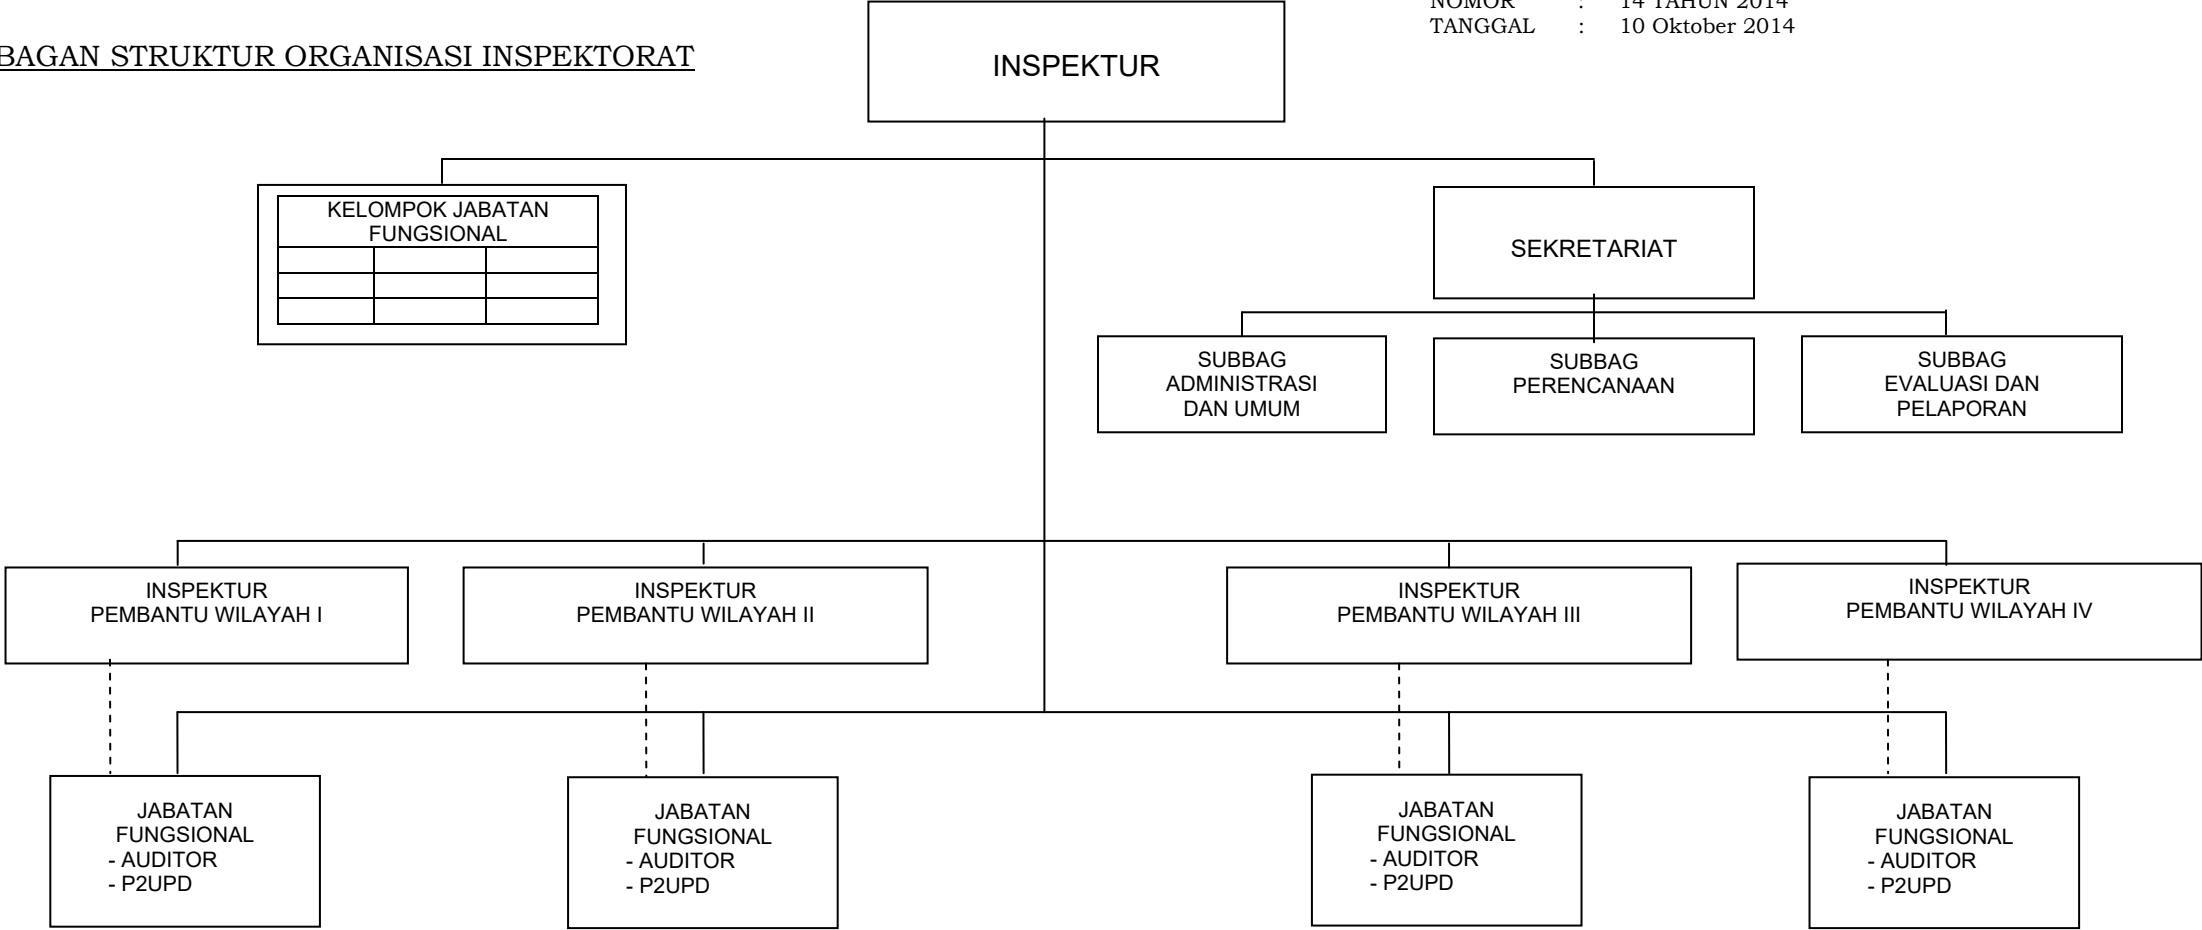 NOMOR : 14 TAHUN 2014
TANGGAL : 10 Oktober 2014
BAGAN STRUKTUR ORGANISASI INSPEKTORAT
INSPEKTUR
KELOMPOK JABATAN
FUNGSIONAL
SEKRETARIAT
SUBBAG
ADMINISTRASI
DAN UMUM
SUBBAG
PERENCANAAN
SUBBAG
EVALUASI DAN
PELAPORAN
INSPEKTUR
PEMBANTU WILAYAH I
INSPEKTUR
PEMBANTU WILAYAH II
INSPEKTUR
PEMBANTU WILAYAH III
INSPEKTUR
PEMBANTU WILAYAH IV
JABATAN
FUNGSIONAL
- AUDITOR
- P2UPD
JABATAN
FUNGSIONAL
- AUDITOR
- P2UPD
JABATAN
FUNGSIONAL
- AUDITOR
- P2UPD
JABATAN
FUNGSIONAL
- AUDITOR
- P2UPD